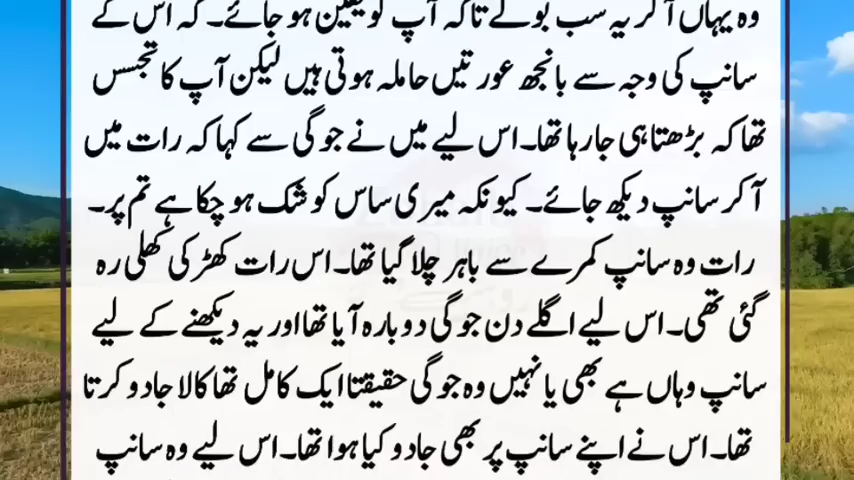 وہ یہاں آکر یہ سب بولے تاکہ آپ کو یقین ہو جائے۔ کہ اس کے
سانپ کی وجہ سے بانجھ عورتیں حاملہ ہوتی ہیں لیکن آپ کا تجسس
تھا کہ بڑھتا ہی جا رہا تھا۔ اس لیے میں نے جوگی سے کہا کہ رات میں
آکر سانپ دیکھ جائے۔ کیونکہ میری ساس کو شک ہو چکا ہے تم پر۔
رات وہ سانپ کمرے سے باہر چلا گیا تھا۔ اس رات کھڑکی کھلی رہ
گئی تھی۔ اس لیے اگلے دن جوگی دوبارہ آیا تھا اور یہ دیکھنے کے لیے
سانپ وہاں ہے بھی یا نہیں وہ جوگی حقیقتا ایک کامل تھا کالا جادو کرتا
تھا۔ اس نے اپنے سانپ پر بھی جادو کیا ہوا تھا۔ اس لیے وہ سانپ